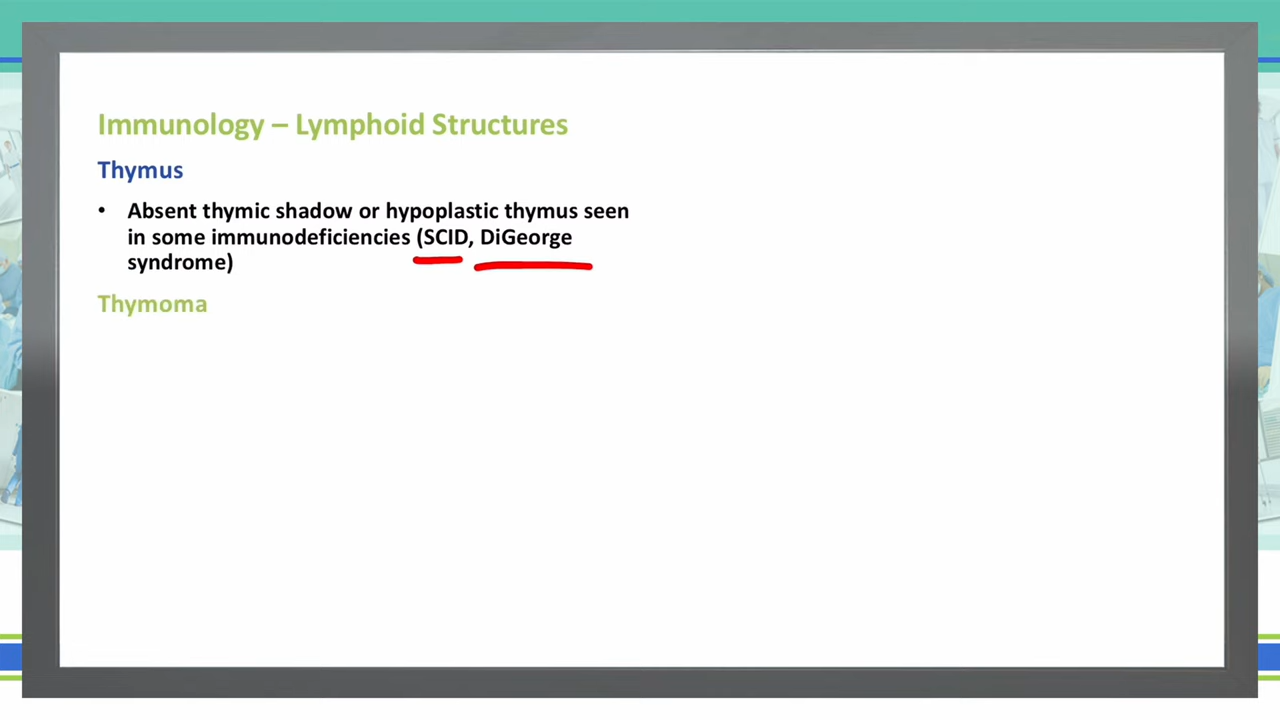 Immunology – Lymphoid Structures
Thymus
• Absent thymic shadow or hypoplastic thymus seen
in some immunodeficiencies (SCID, DiGeorge
syndrome)
Thymoma